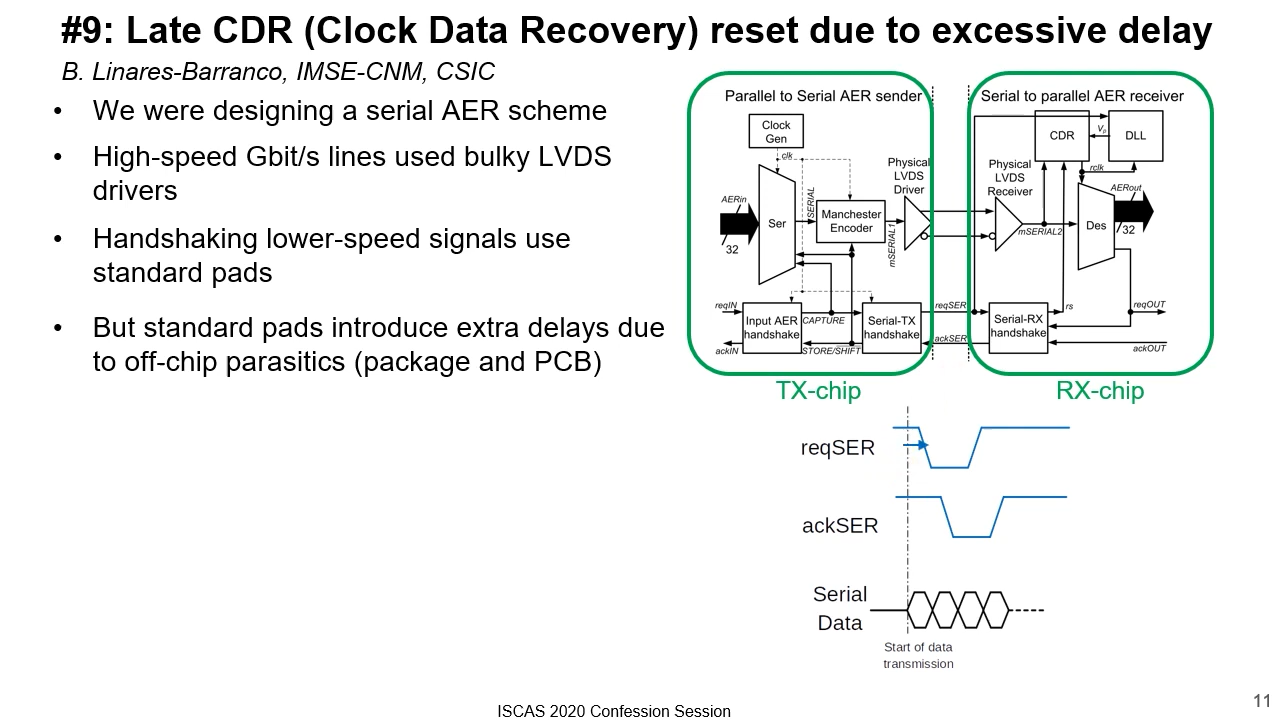 #9: Late CDR (Clock Data Recovery) reset due to excessive delay
B. Linares-Barranco, IMSE-CNM, CSIC
• We were designing a serial AER scheme
• High-speed Gbit/s lines used bulky LVDS
drivers
• Handshaking lower-speed signals use
standard pads
• But standard pads introduce extra delays due
to off-chip parasitics (package and PCB)
Parallel to Serial AER sender
Clock
Gen
clk
AERin
32
Ser
SERIAL
Manchester
Encoder
mSERIAL1
Physical
LVDS
Driver
reqIN
ackIN
Input AER
handshake
CAPTURE
STORE/SHIFT
Serial-TX
handshake
reqSER
ackSER
Serial to parallel AER receiver
CDR
Vp
DLL
rclk
Physical
LVDS
Receiver
mSERIAL2
Des
AERout
32
Serial-RX
handshake
rs
reqOUT
ackOUT
TX-chip
RX-chip
reqSER
ackSER
Serial
Data
Start of data
transmission
ISCAS 2020 Confession Session
11